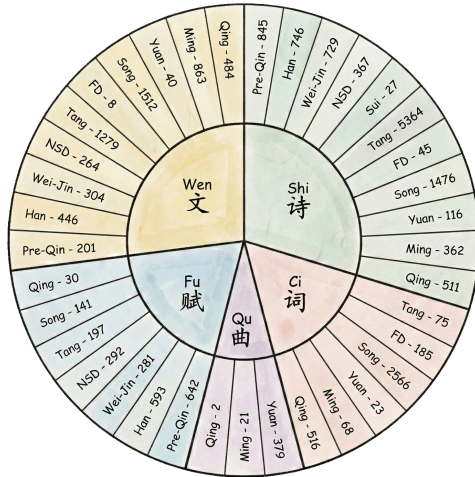 Wen
文
Qing - 484
Ming - 863
Yuan - 40
Song - 1512
FD - 8
Tang - 1279
NSD - 264
Wei-Jin - 304
Han - 446
Pre-Qin - 201
Shi
诗
Pre-Qin - 845
Han - 746
Wei-Jin - 729
NSD - 367
Sui - 27
Tang - 5364
FD - 45
Song - 1476
Yuan - 116
Ming - 362
Qing - 511
Ci
词
Tang - 75
FD - 185
Song - 2566
Yuan - 23
Ming - 68
Qing - 516
Qu
曲
Yuan - 379
Ming - 21
Qing - 2
Fu
赋
Pre-Qin - 642
Han - 593
Wei-Jin - 281
NSD - 292
Tang - 197
Song - 141
Qing - 30